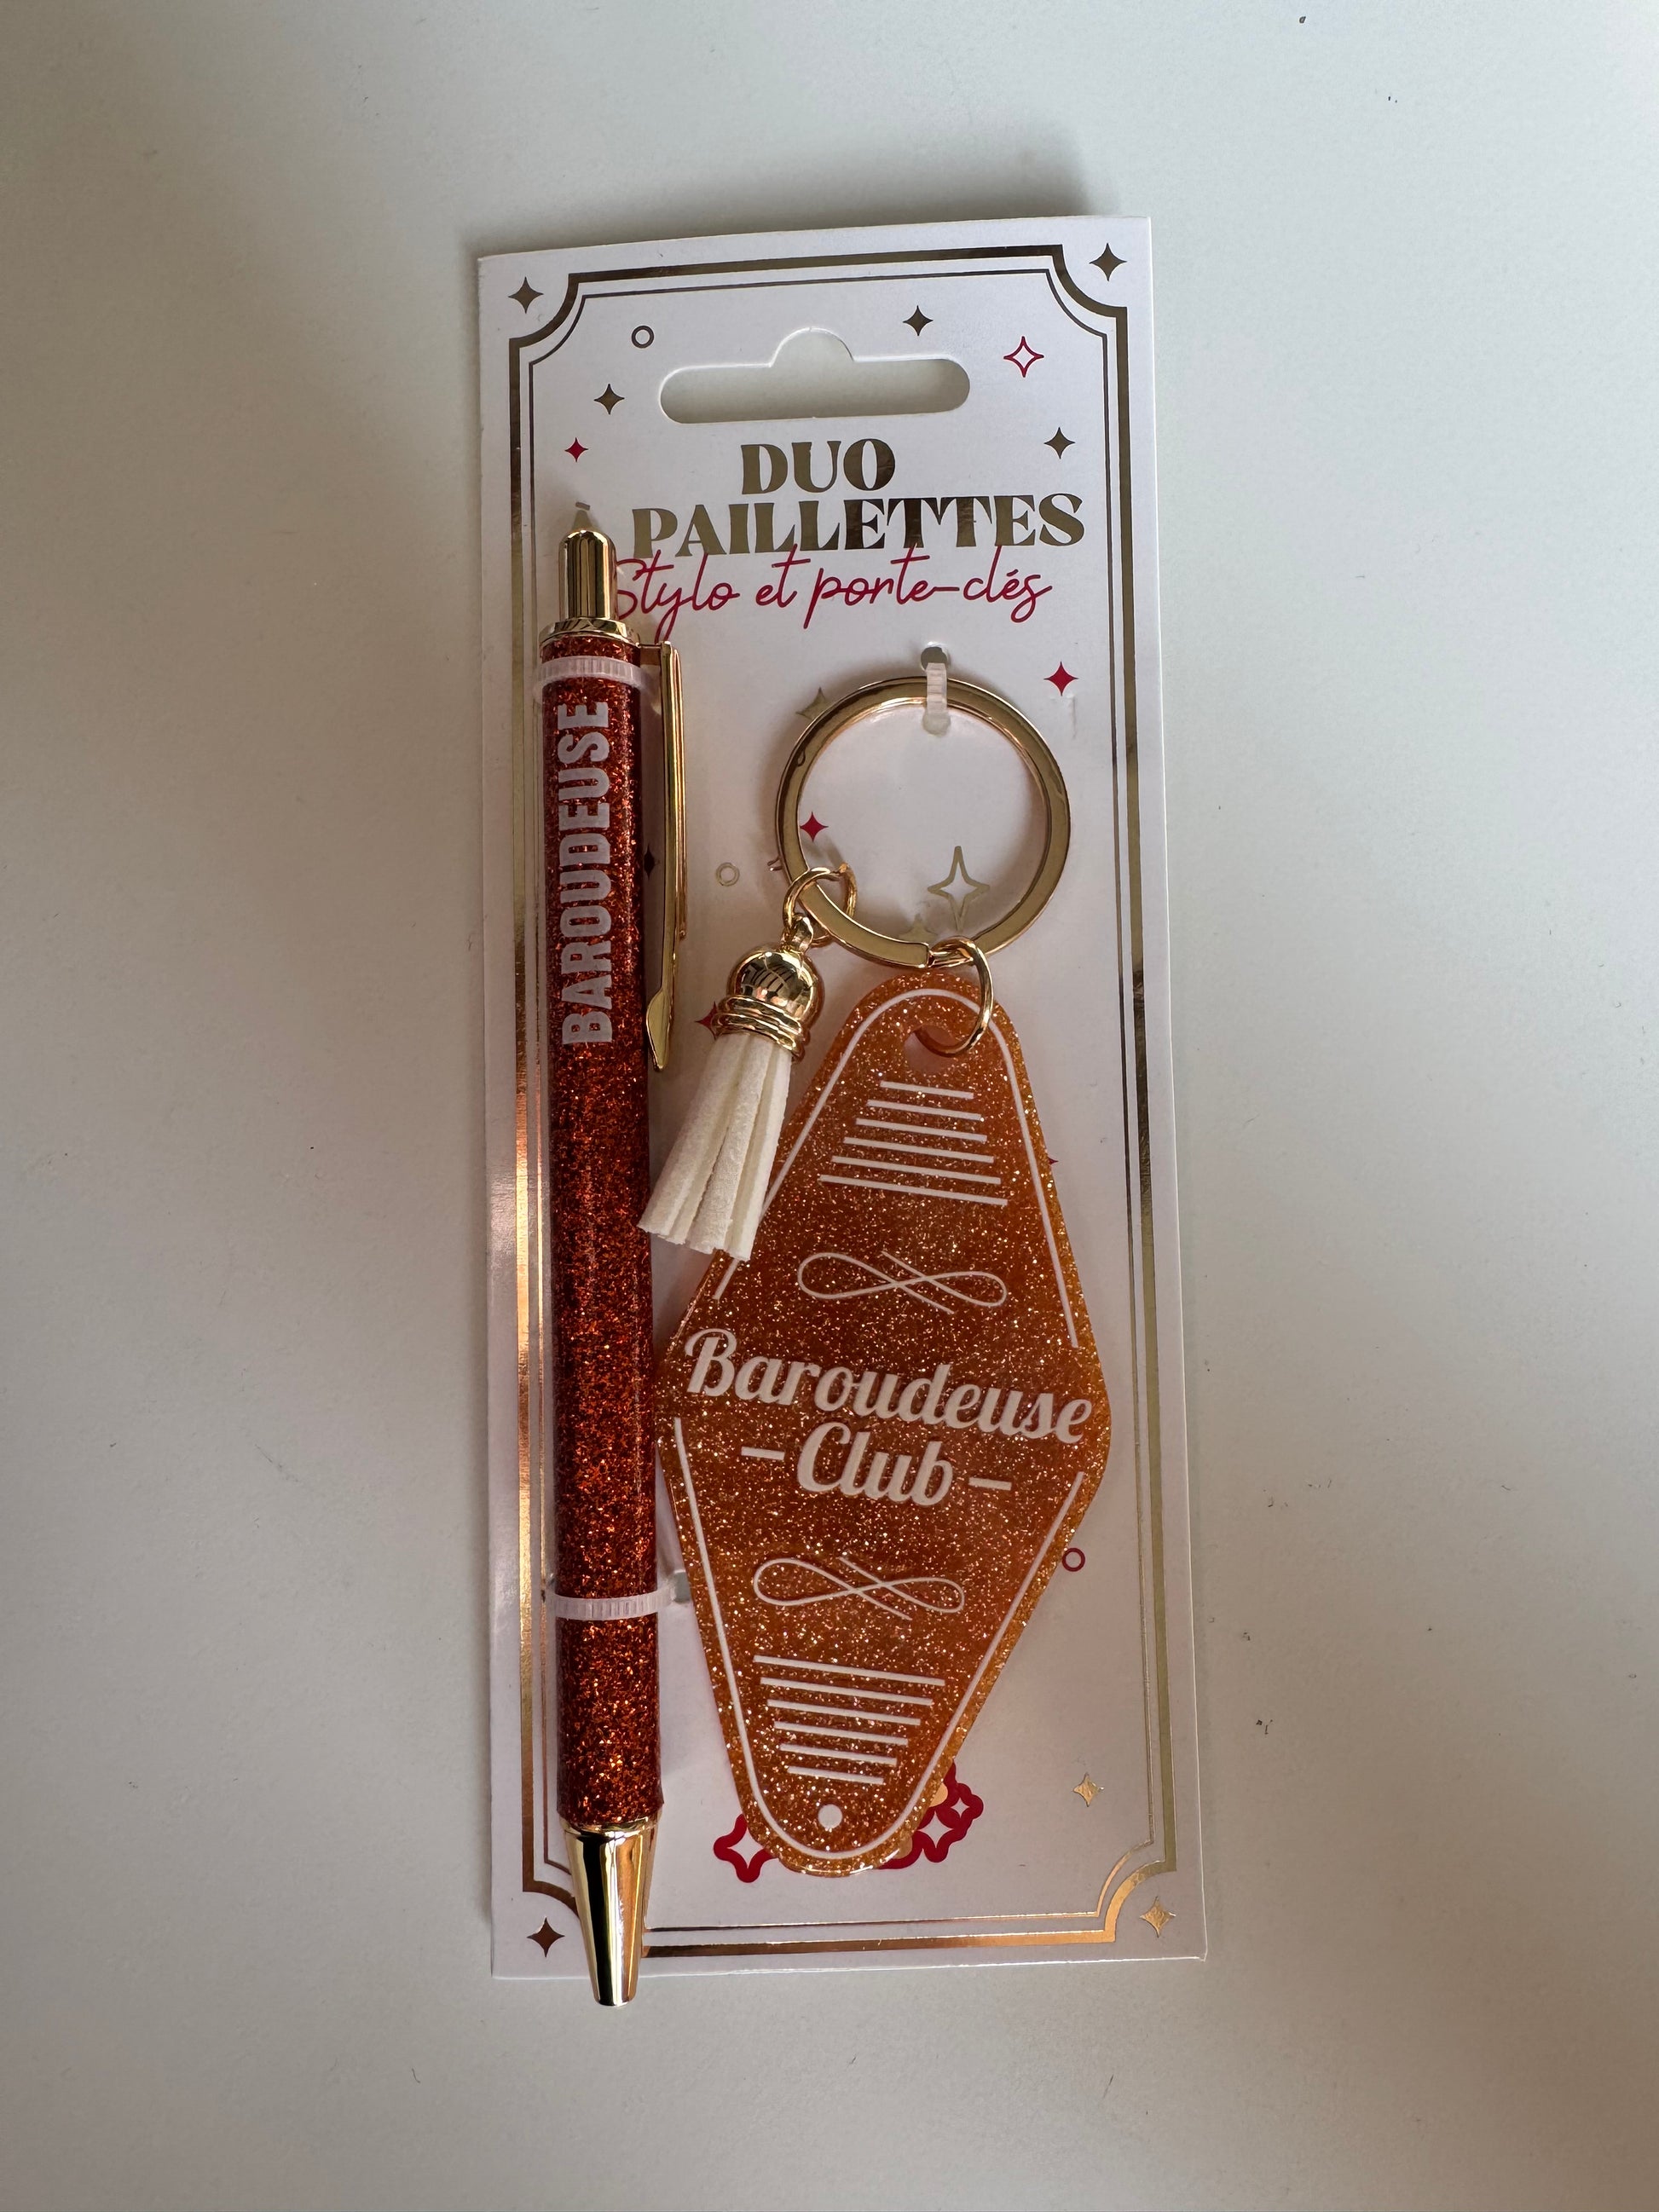 DUO
À PAILLETTES
Stylo et porte-clés
BAROUDEUSE
Baroudeuse
- Club -